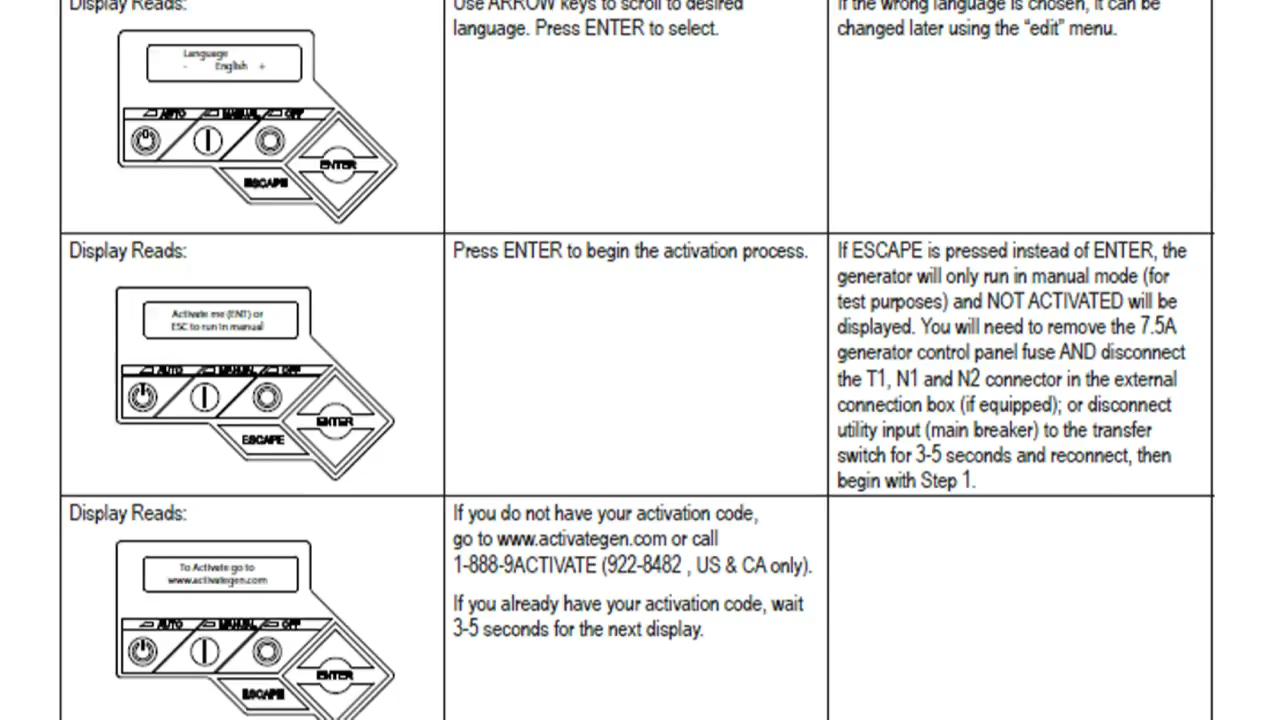 Display Reads:
Use ARROW keys to scroll to desired
language. Press ENTER to select.
If the wrong language is chosen, it can be
changed later using the “edit” menu.
Language
- English +
AUTO MANUAL OFF
ENTER
ESCAPE
Display Reads:
Press ENTER to begin the activation process.
If ESCAPE is pressed instead of ENTER, the
generator will only run in manual mode (for
test purposes) and NOT ACTIVATED will be
displayed. You will need to remove the 7.5A
generator control panel fuse AND disconnect
the T1, N1 and N2 connector in the external
connection box (if equipped); or disconnect
utility input (main breaker) to the transfer
switch for 3-5 seconds and reconnect, then
begin with Step 1.
Activate me (ENT) or
ESC to run in manual
AUTO MANUAL OFF
ENTER
ESCAPE
Display Reads:
If you do not have your activation code,
go to www.activategen.com or call
1-888-9ACTIVATE (922-8482 , US & CA only).
If you already have your activation code, wait
3-5 seconds for the next display.
To Activate go to
www.activategen.com
AUTO MANUAL OFF
ENTER
ESCAPE